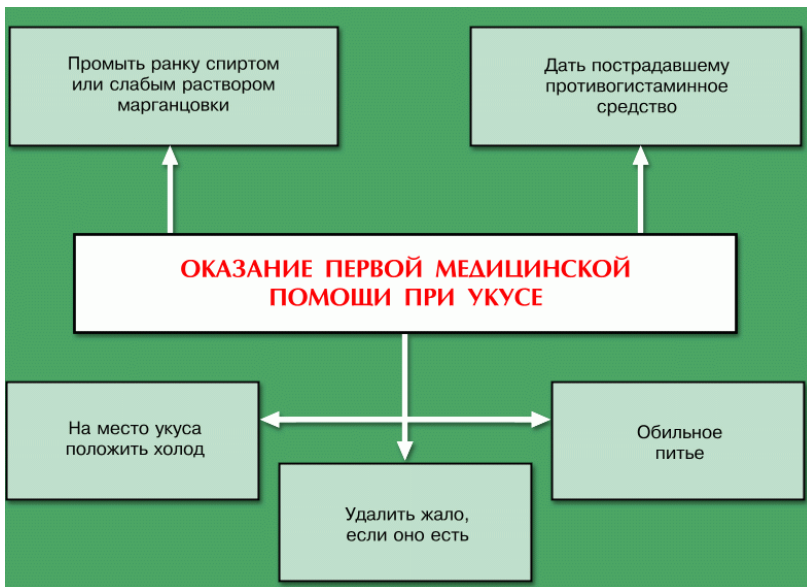 Промыть ранку спиртом
или слабым раствором
марганцовки
Дать пострадавшему
противогистаминное
средство
ОКАЗАНИЕ ПЕРВОЙ МЕДИЦИНСКОЙ
ПОМОЩИ ПРИ УКУСЕ
На место укуса
положить холод
Удалить жало,
если оно есть
Обильное
питье